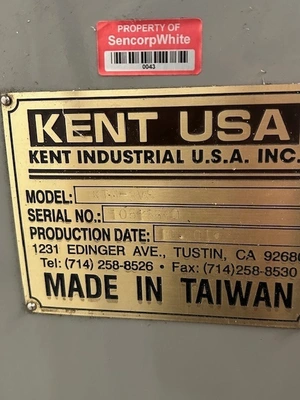 PROPERTY OF
SencorpWhite
0043
KENT USA
KENT INDUSTRIAL U.S.A. INC.
MODEL:
SERIAL NO.:
PRODUCTION DATE:
1231 EDINGER AVE., TUSTIN, CA 92680
Tel: (714) 258-8526 • Fax: (714)258-8530
MADE IN TAIWAN